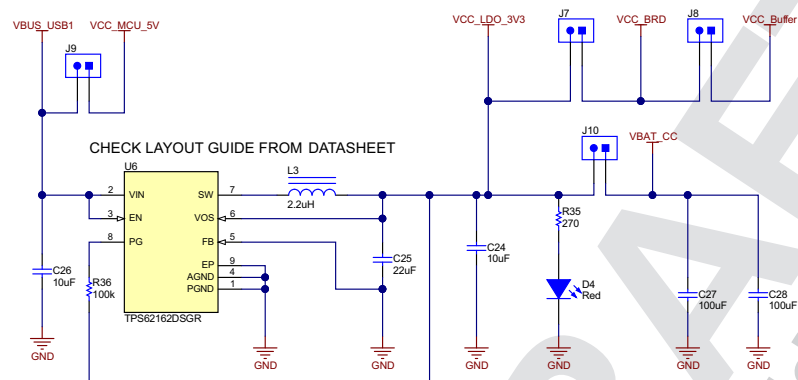 VBUS_USB1
VCC_MCU_5V
VCC_LDO_3V3
J7
VCC_BRD
J8
VCC_Buffer
J9
CHECK LAYOUT GUIDE FROM DATASHEET
J10
VBAT_CC
U6
L3
2.2uH
2 VIN
SW 7
3 EN
VOS 6
8 PG
FB 5
EP 9
AGND 4
PGND 1
TPS62162DSGR
C26
10uF
R36
100k
C25
22uF
C24
10uF
R35
270
D4
Red
C27
100uF
C28
100uF
GND
GND
GND
GND
GND
GND
GND